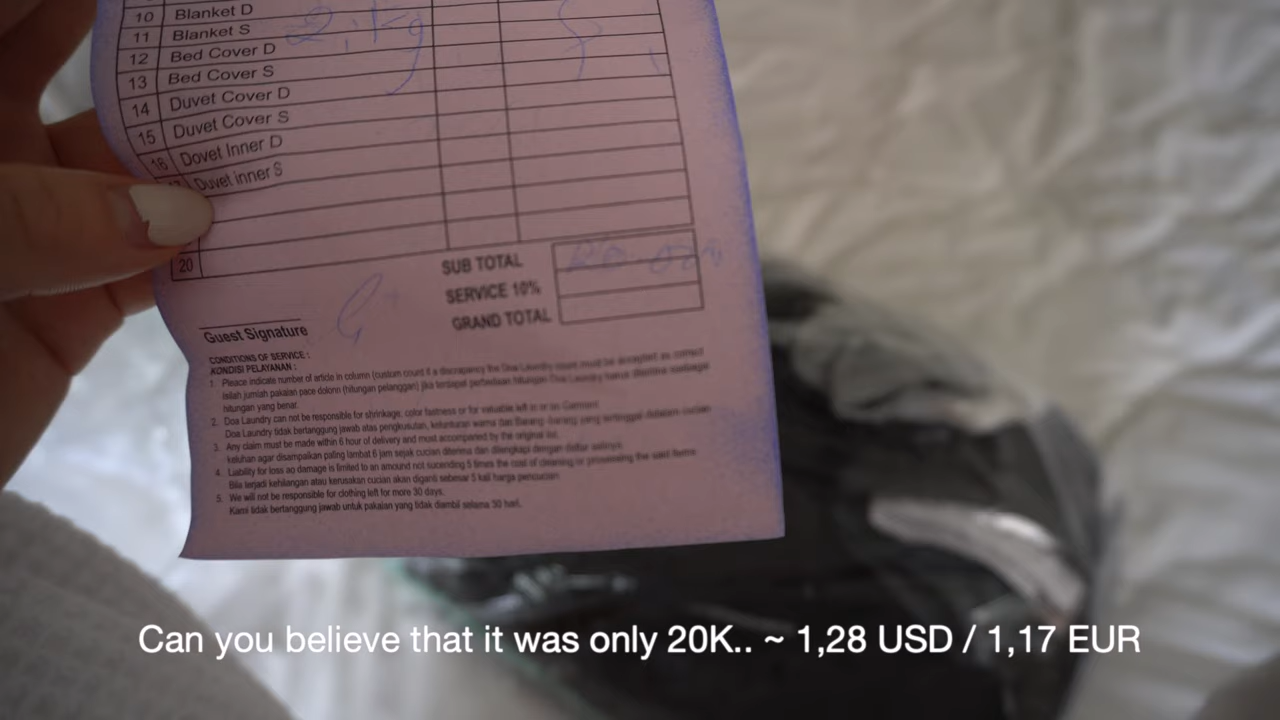 10 Blanket D
11 Blanket S
12 Bed Cover D
13 Bed Cover S
14 Duvet Cover D
15 Duvet Cover S
16 Dovet Inner D
Duvet inner S
20
2,1 kg
SUB TOTAL
SERVICE 10%
GRAND TOTAL
Guest Signature
CONDITIONS OF SERVICE :
KONDISI PELAYANAN :
1. Please indicate number of article in column (custom count if a discrepancy the Doa Laundry count must be accepted as correct
Isilah jumlah pakaian pace dolom (hitungan pelanggan) jika terdapat perbedaan hitungan Doa Laundry harus diterima sebagai
hitungan yang benar.
2. Doa Laundry can not be responsible for shrinkage, color fastness or for valuable left in or on Garment
Doa Laundry tidak bertanggung jawab atas pengkusutan, kelunturan warna dan Barang-barang yang tertinggal didalam cucian
3. Any claim must be made within 6 hour of delivery and most accompanied by the original list.
keluhan agar disampaikan paling lambat 6 jam sejak cucian diterima dan dilengkapi dengan daftar aslinya.
4. Liability for loss ao damage is limited to an amount not 5 times the cost of cleaning or the said items
Bila terjadi kehilangan atau kerusakan cucian akan diganti sebesar 5 kali harga pencucian
5. We will not be responsible for clothing left for more 30 days.
Kami tidak bertanggung jawab untuk pakaian yang tidak diambil selama 30 hari.
Can you believe that it was only 20K.. ~ 1,28 USD / 1,17 EUR